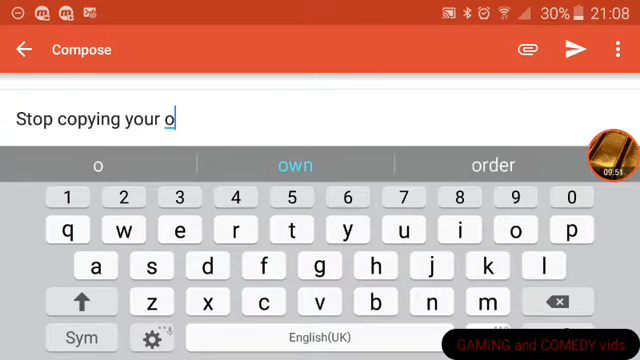 30% 21:08
Compose
Stop copying your o
o own order
09:51
1 2 3 4 5 6 7 8 9 0
q w e r t y u i o p
a s d f g h j k l
z x c v b n m
Sym English(UK)
GAMING and COMEDY vids